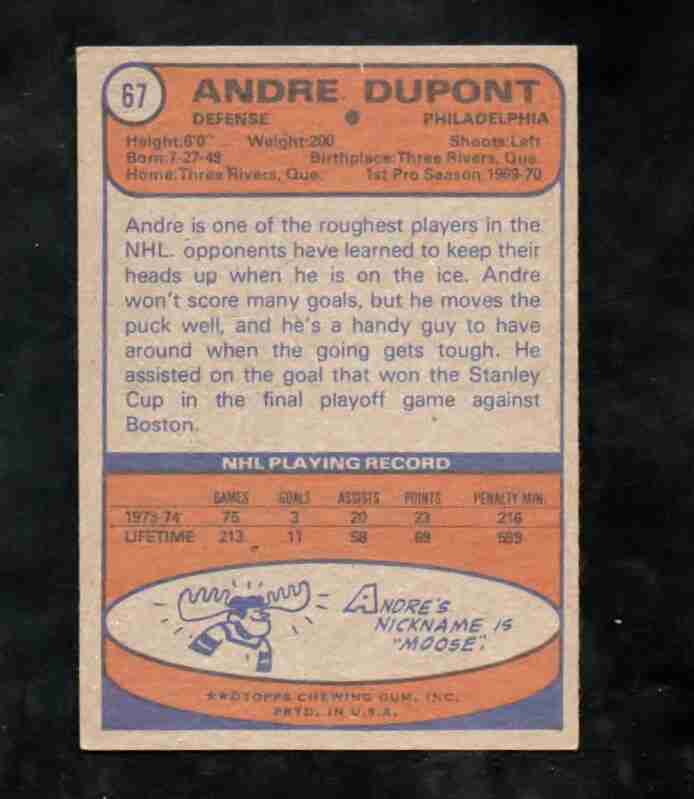 67
ANDRE DUPONT
DEFENSE ● PHILADELPHIA
Height:6'0" Weight:200 Shoots:Left
Born:7-27-49 Birthplace:Three Rivers, Que.
Home:Three Rivers, Que. 1st Pro Season 1969-70
Andre is one of the roughest players in the
NHL. opponents have learned to keep their
heads up when he is on the ice. Andre
won't score many goals, but he moves the
puck well, and he's a handy guy to have
around when the going gets tough. He
assisted on the goal that won the Stanley
Cup in the final playoff game against
Boston.
NHL PLAYING RECORD
GAMES GOALS ASSISTS POINTS PENALTY MIN.
1973-74 75 3 20 23 216
LIFETIME 213 11 58 69 559
ANDRE'S
NICKNAME IS
"MOOSE".
★★©TOPPS CHEWING GUM, INC.
PRTD. IN U.S.A.